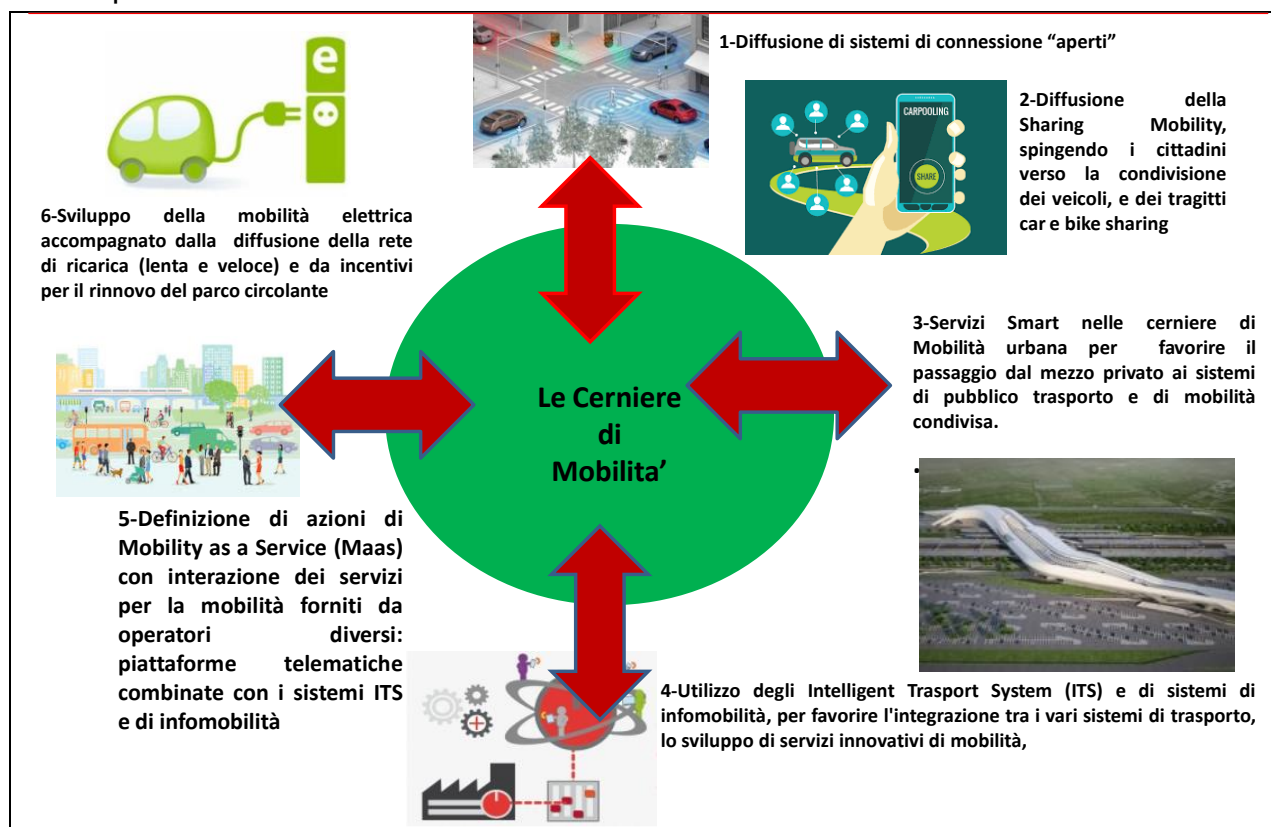 1-Diffusione di sistemi di connessione “aperti”
CARPOOLING
SHARE
2-Diffusione della
Sharing Mobility,
spingendo i cittadini
verso la condivisione
dei veicoli, e dei tragitti
car e bike sharing
3-Servizi Smart nelle cerniere di
Mobilità urbana per favorire il
passaggio dal mezzo privato ai sistemi
di pubblico trasporto e di mobilità
condivisa.
•
4-Utilizzo degli Intelligent Trasport System (ITS) e di sistemi di
infomobilità, per favorire l'integrazione tra i vari sistemi di trasporto,
lo sviluppo di servizi innovativi di mobilità,
5-Definizione di azioni di
Mobility as a Service (Maas)
con interazione dei servizi
per la mobilità forniti da
operatori diversi:
piattaforme telematiche
combinate con i sistemi ITS
e di infomobilità
e
6-Sviluppo della mobilità elettrica
accompagnato dalla diffusione della rete
di ricarica (lenta e veloce) e da incentivi
per il rinnovo del parco circolante
Le Cerniere
di
Mobilita’